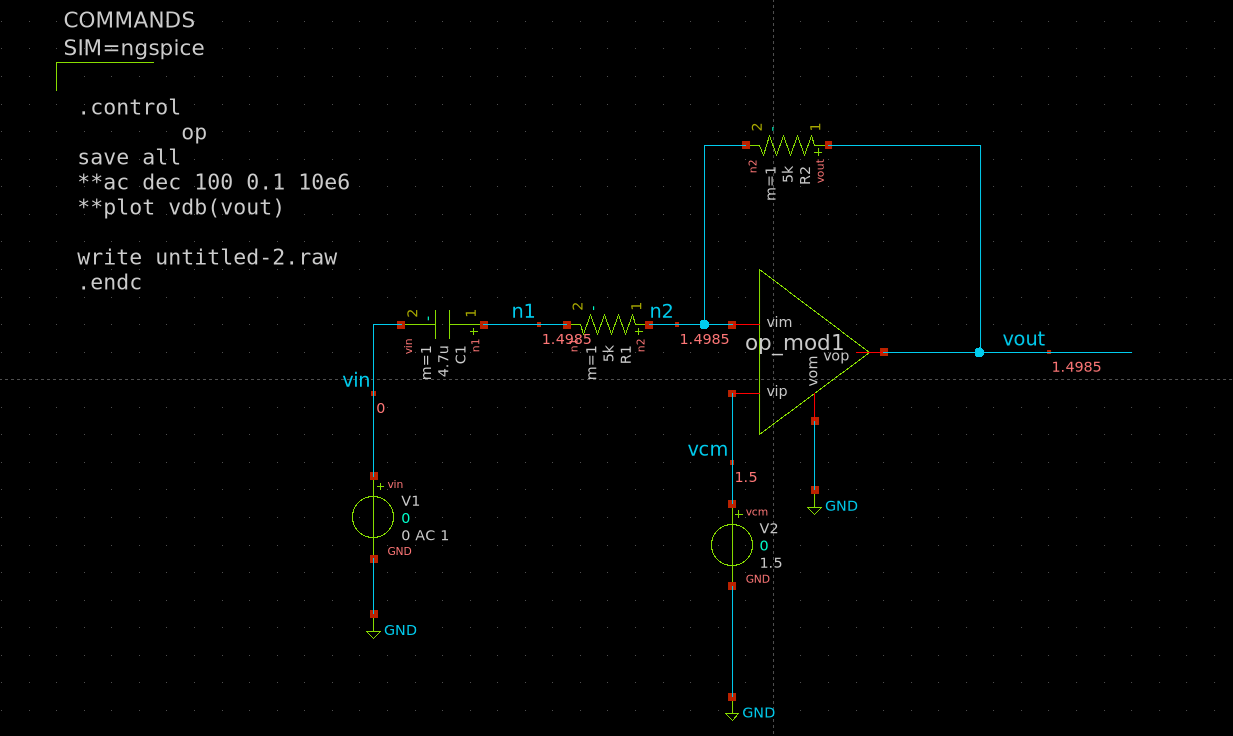 COMMANDS
SIM=ngspice
.control
op
save all
**ac dec 100 0.1 10e6
**plot vdb(vout)
write untitled-2.raw
.endc
2 - 1
n2 + vout
m=1 5k R2
2 - 1 n1 2 - 1 n2
vin + n1
m=1 4.7u C1
1.4985
n1 + n2
m=1 5k R1
1.4985
vim
op_mod1
vop
vom
vip
vout
1.4985
vin
0
vcm
1.5
+ vin
V1
0
0 AC 1
GND
GND
+ vcm
V2
0
1.5
GND
GND
GND